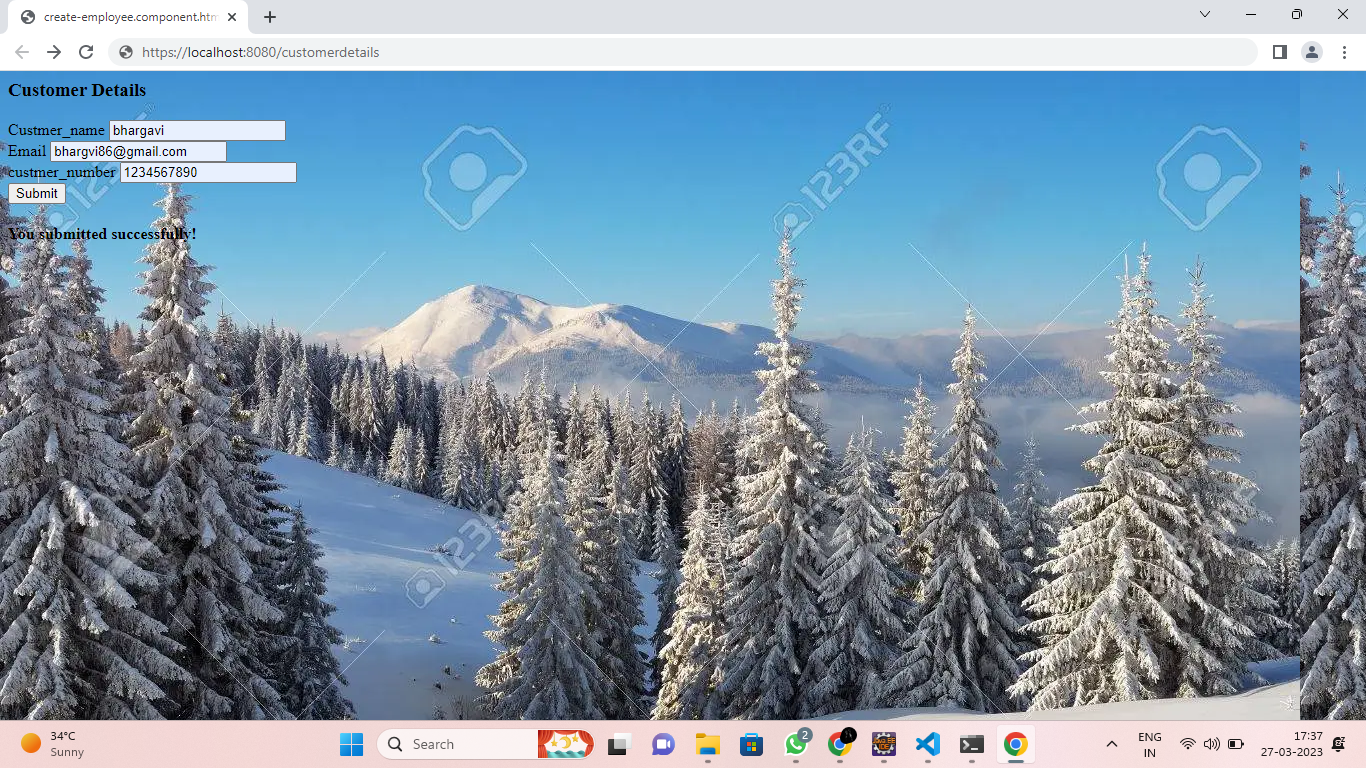 create-employee.component.htm
https://localhost:8080/customerdetails
Customer Details
Custmer_name bhargavi
Email bhargvi86@gmail.com
custmer_number 1234567890
Submit
You submitted successfully!
123RF
123RF
123RF
123RF
34°C
Sunny
Search
2
ENG
IN
17:37
27-03-2023